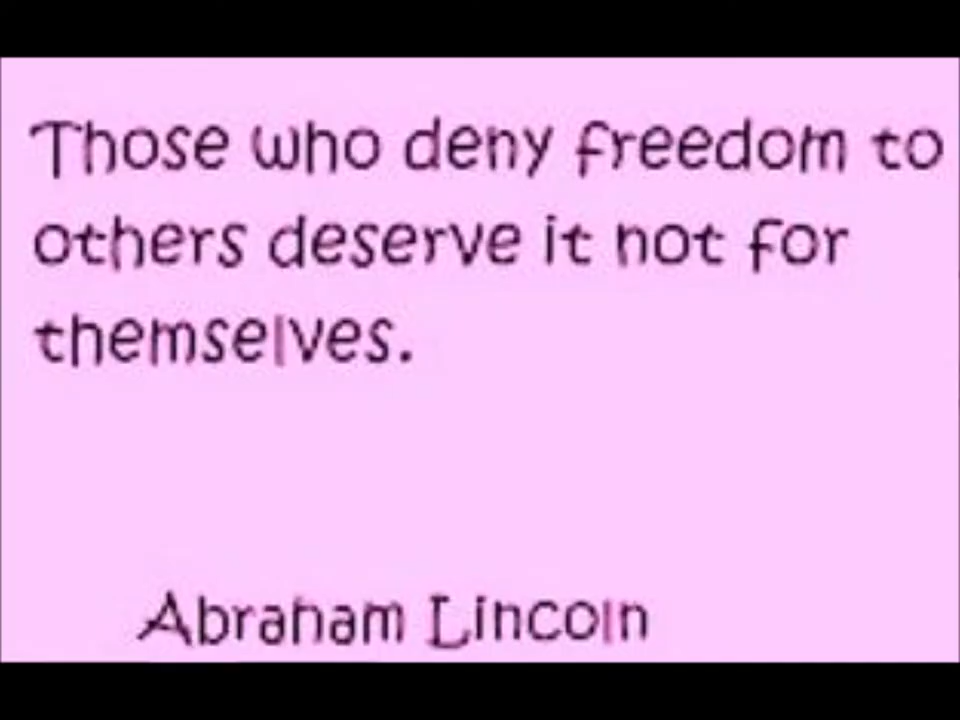 Those who deny freedom to
others deserve it not for
themselves.
Abraham Lincoln